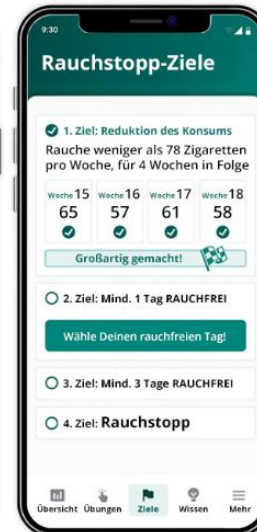 9:30
Rauchstopp-Ziele
1. Ziel: Reduktion des Konsums
Rauche weniger als 78 Zigaretten
pro Woche, für 4 Wochen in Folge
Woche 15 Woche 16 Woche 17 Woche 18
65 57 61 58
Großartig gemacht!
2. Ziel: Mind. 1 Tag RAUCHFREI
Wähle Deinen rauchfreien Tag!
3. Ziel: Mind. 3 Tage RAUCHFREI
4. Ziel: Rauchstopp
Übersicht Übungen Ziele Wissen Mehr